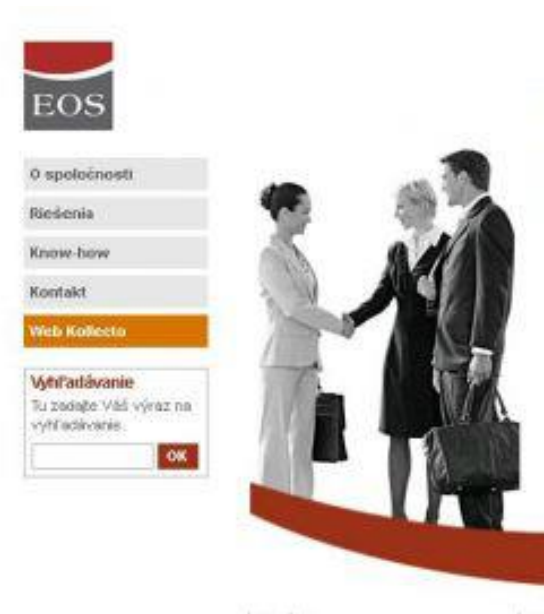 EOS
O spoločnosti
Riešenia
Know-how
Kontakt
Web Kollecto
Vyhľadávanie
Tu zadajte Váš výraz na
vyhľadávanie.
OK